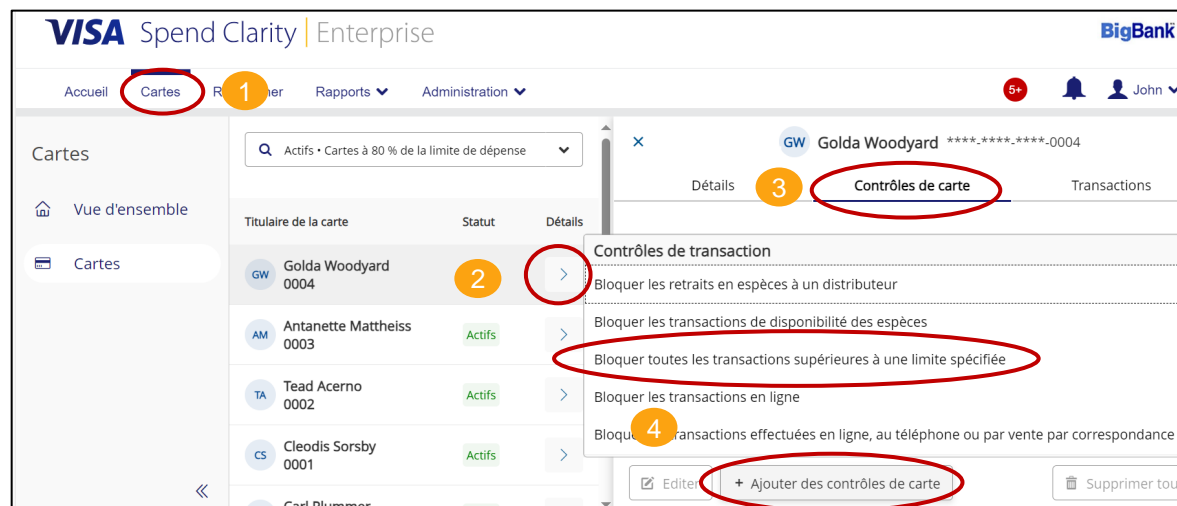 VISA Spend Clarity | Enterprise
BigBank
Accueil Cartes 1 Rapports Administration 5+ John
Cartes
Vue d'ensemble
Cartes
Actifs • Cartes à 80 % de la limite de dépense
Titulaire de la carte Statut Détails
GW Golda Woodyard
0004
2
AM Antanette Mattheiss
0003
Actifs
TA Tead Acerno
0002
Actifs
CS Cleodis Sorsby
0001
Actifs
Carl Plummer
GW Golda Woodyard ****-****-****-0004
Détails 3 Contrôles de carte Transactions
Contrôles de transaction
Bloquer les retraits en espèces à un distributeur
Bloquer les transactions de disponibilité des espèces
Bloquer toutes les transactions supérieures à une limite spécifiée
Bloquer les transactions en ligne
4 transactions effectuées en ligne, au téléphone ou par vente par correspondance
Editer + Ajouter des contrôles de carte Supprimer tou